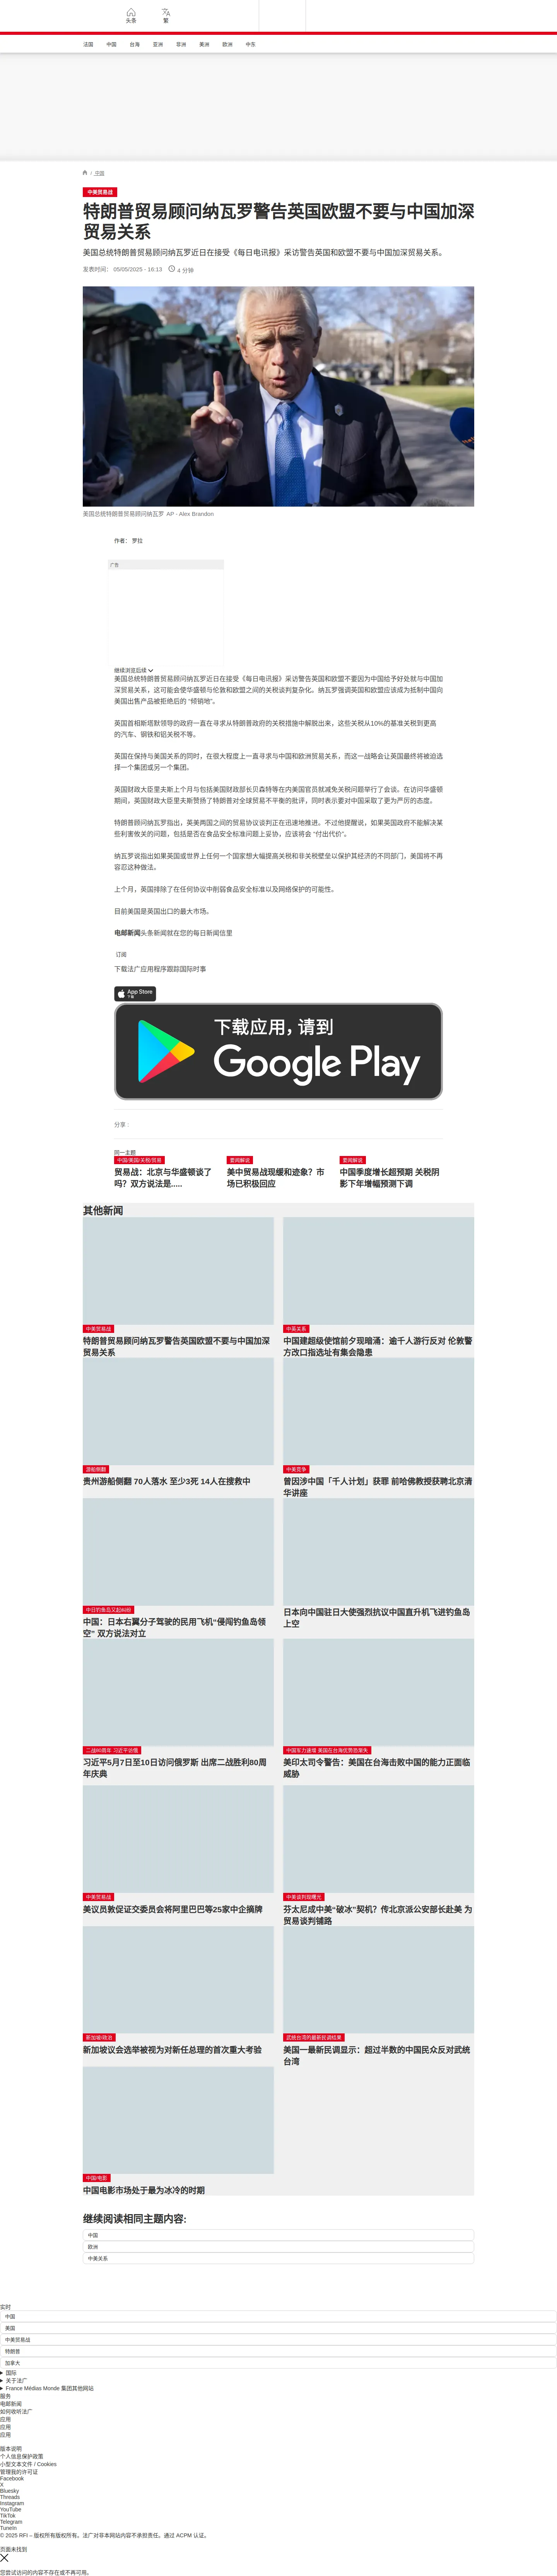 头条
繁
法国
中国
台海
亚洲
非洲
美洲
欧洲
中东
/ 中国
中美贸易战
特朗普贸易顾问纳瓦罗警告英国欧盟不要与中国加深
贸易关系
美国总统特朗普贸易顾问纳瓦罗近日在接受《每日电讯报》采访警告英国和欧盟不要与中国加深贸易关系。
发表时间： 05/05/2025 - 16:13
4 分钟
美国总统特朗普贸易顾问纳瓦罗 AP - Alex Brandon
作者： 罗拉
广告
继续浏览后续
美国总统特朗普贸易顾问纳瓦罗近日在接受《每日电讯报》采访警告英国和欧盟不要因为中国给予好处就与中国加
深贸易关系，这可能会使华盛顿与伦敦和欧盟之间的关税谈判复杂化。纳瓦罗强调英国和欧盟应该成为抵制中国向
美国出售产品被拒绝后的 “倾销地”。
英国首相斯塔默领导的政府一直在寻求从特朗普政府的关税措施中解脱出来，这些关税从10%的基准关税到更高
的汽车、钢铁和铝关税不等。
英国在保持与美国关系的同时，在很大程度上一直寻求与中国和欧洲贸易关系，而这一战略会让英国最终将被迫选
择一个集团或另一个集团。
英国财政大臣里夫斯上个月与包括美国财政部长贝森特等在内美国官员就减免关税问题举行了会谈。在访问华盛顿
期间，英国财政大臣里夫斯赞扬了特朗普对全球贸易不平衡的批评，同时表示要对中国采取了更为严厉的态度。
特朗普顾问纳瓦罗指出，英美两国之间的贸易协议谈判正在迅速地推进。不过他提醒说，如果英国政府不能解决某
些利害攸关的问题，包括是否在食品安全标准问题上妥协，应该将会 “付出代价”。
纳瓦罗说指出如果英国或世界上任何一个国家想大幅提高关税和非关税壁垒以保护其经济的不同部门，美国将不再
容忍这种做法。
上个月，英国排除了在任何协议中削弱食品安全标准以及网络保护的可能性。
目前美国是英国出口的最大市场。
电邮新闻头条新闻就在您的每日新闻信里
订阅
下载法广应用程序跟踪国际时事
App Store
下载
下载应用，请到
Google Play
分享 :
同一主题
中国/美国/关税/贸易
贸易战：北京与华盛顿谈了
吗？双方说法是.....
要闻解说
美中贸易战现缓和迹象？市
场已积极回应
要闻解说
中国季度增长超预期 关税阴
影下年增幅预测下调
其他新闻
中美贸易战
特朗普贸易顾问纳瓦罗警告英国欧盟不要与中国加深
贸易关系
中英关系
中国建超级使馆前夕现暗涌：逾千人游行反对 伦敦警
方改口指选址有集会隐患
游船侧翻
贵州游船侧翻 70人落水 至少3死 14人在搜救中
中美竞争
曾因涉中国「千人计划」获罪 前哈佛教授获聘北京清
华讲座
中日钓鱼岛又起纠纷
中国：日本右翼分子驾驶的民用飞机“侵闯钓鱼岛领
空” 双方说法对立
日本向中国驻日大使强烈抗议中国直升机飞进钓鱼岛
上空
二战80周年 习近平访俄
习近平5月7日至10日访问俄罗斯 出席二战胜利80周
年庆典
中国军力速增 美国在台海优势恐渐失
美印太司令警告：美国在台海击败中国的能力正面临
威胁
中美贸易战
美议员敦促证交委员会将阿里巴巴等25家中企摘牌
中美谈判现曙光
芬太尼成中美“破冰”契机？传北京派公安部长赴美 为
贸易谈判铺路
新加坡/政治
新加坡议会选举被视为对新任总理的首次重大考验
武统台湾的最新民调结果
美国一最新民调显示：超过半数的中国民众反对武统
台湾
中国/电影
中国电影市场处于最为冰冷的时期
继续阅读相同主题内容:
中国
欧洲
中美关系
实时
中国
美国
中美贸易战
特朗普
加拿大
国际
关于法广
France Médias Monde 集团其他网站
服务
电邮新闻
如何收听法广
应用
应用
应用
版本说明
个人信息保护政策
小型文本文件 / Cookies
管理我的许可证
Facebook
X
Bluesky
Threads
Instagram
YouTube
TikTok
Telegram
TuneIn
© 2025 RFI – 版权所有版权所有。法广对非本网站内容不承担责任。通过 ACPM 认证。
页面未找到
您尝试访问的内容不存在或不再可用。